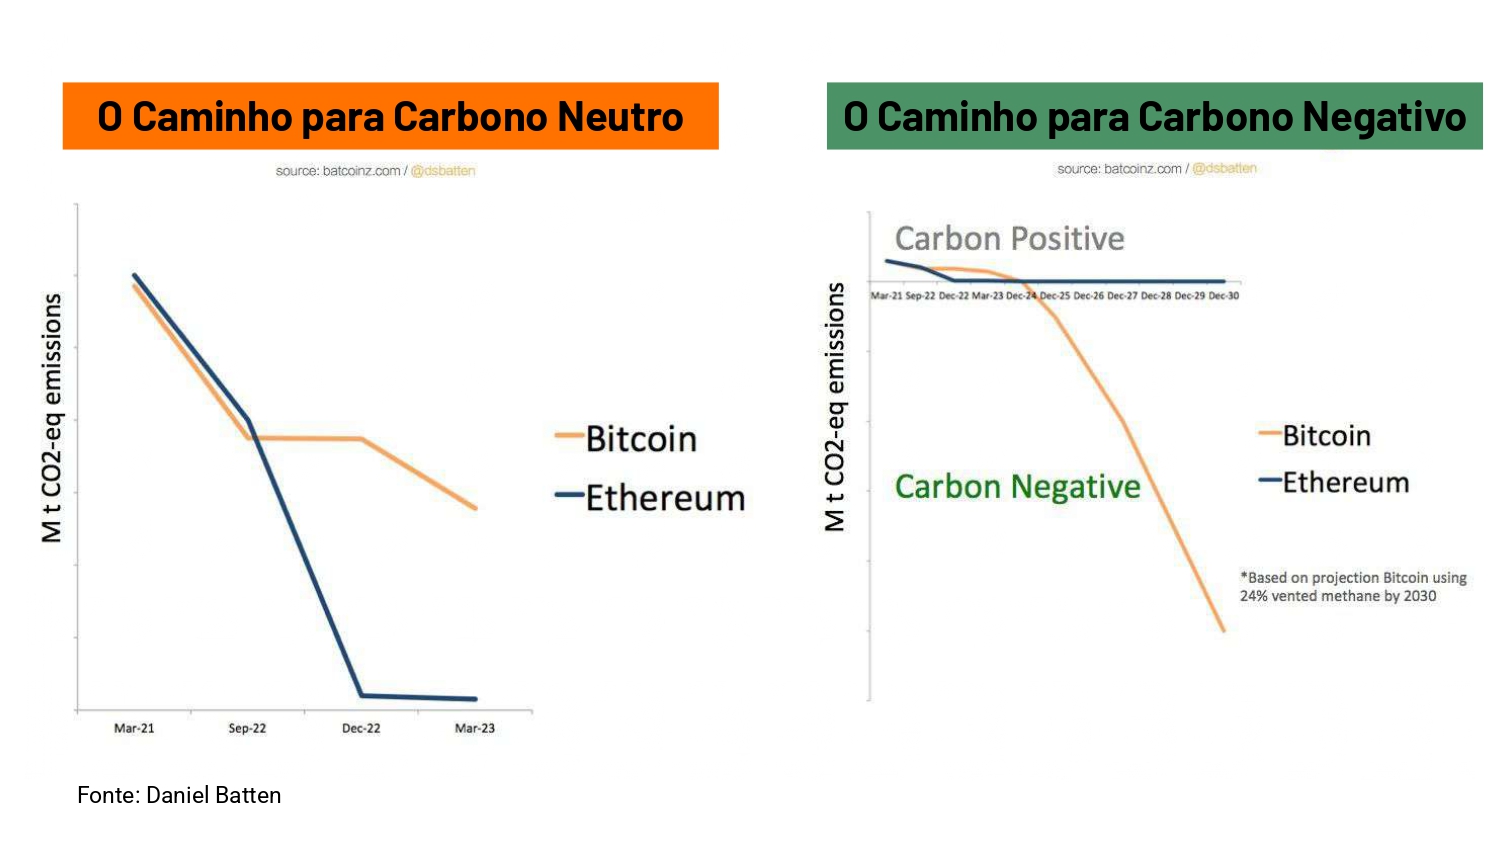 O Caminho para Carbono Neutro
source: batcoinz.com / @dsbatten
M t CO2-eq emissions
Bitcoin
Ethereum
Mar-21 Sep-22 Dec-22 Mar-23
Fonte: Daniel Batten
O Caminho para Carbono Negativo
source: batcoinz.com / @dsbatten
Carbon Positive
M t CO2-eq emissions
Mar-21 Sep-22 Dec-22 Mar-23 Dec-24 Dec-25 Dec-26 Dec-27 Dec-28 Dec-29 Dec-30
Carbon Negative
Bitcoin
Ethereum
*Based on projection Bitcoin using
24% vented methane by 2030